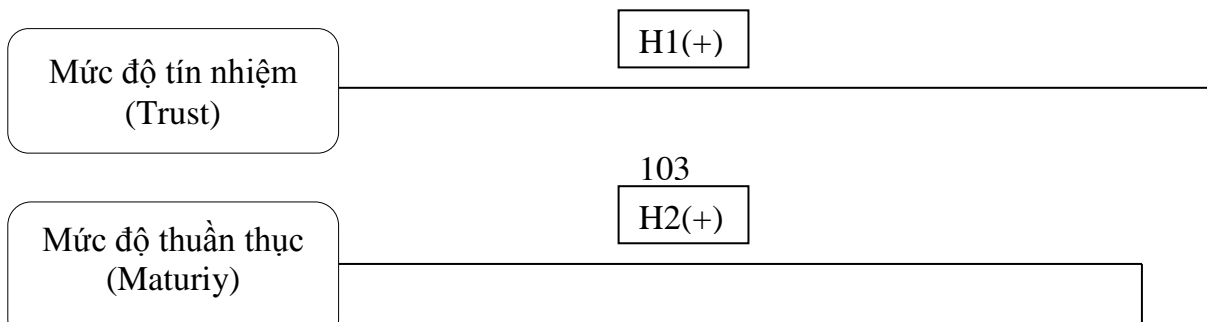 H1(+)
Mức độ tín nhiệm
(Trust)
103
H2(+)
Mức độ thuần thục
(Maturiy)